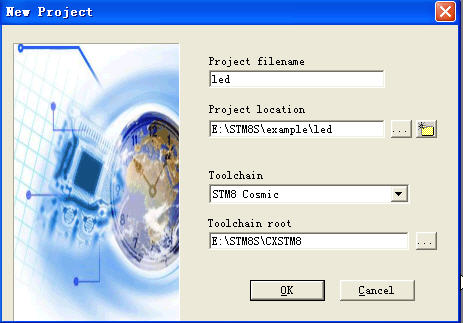 New Project
Project filename
led
Project location
E:\STM8S\example\led
...
Toolchain
STM8 Cosmic
Toolchain root
E:\STM8S\CXSTM8
...
OK
Cancel